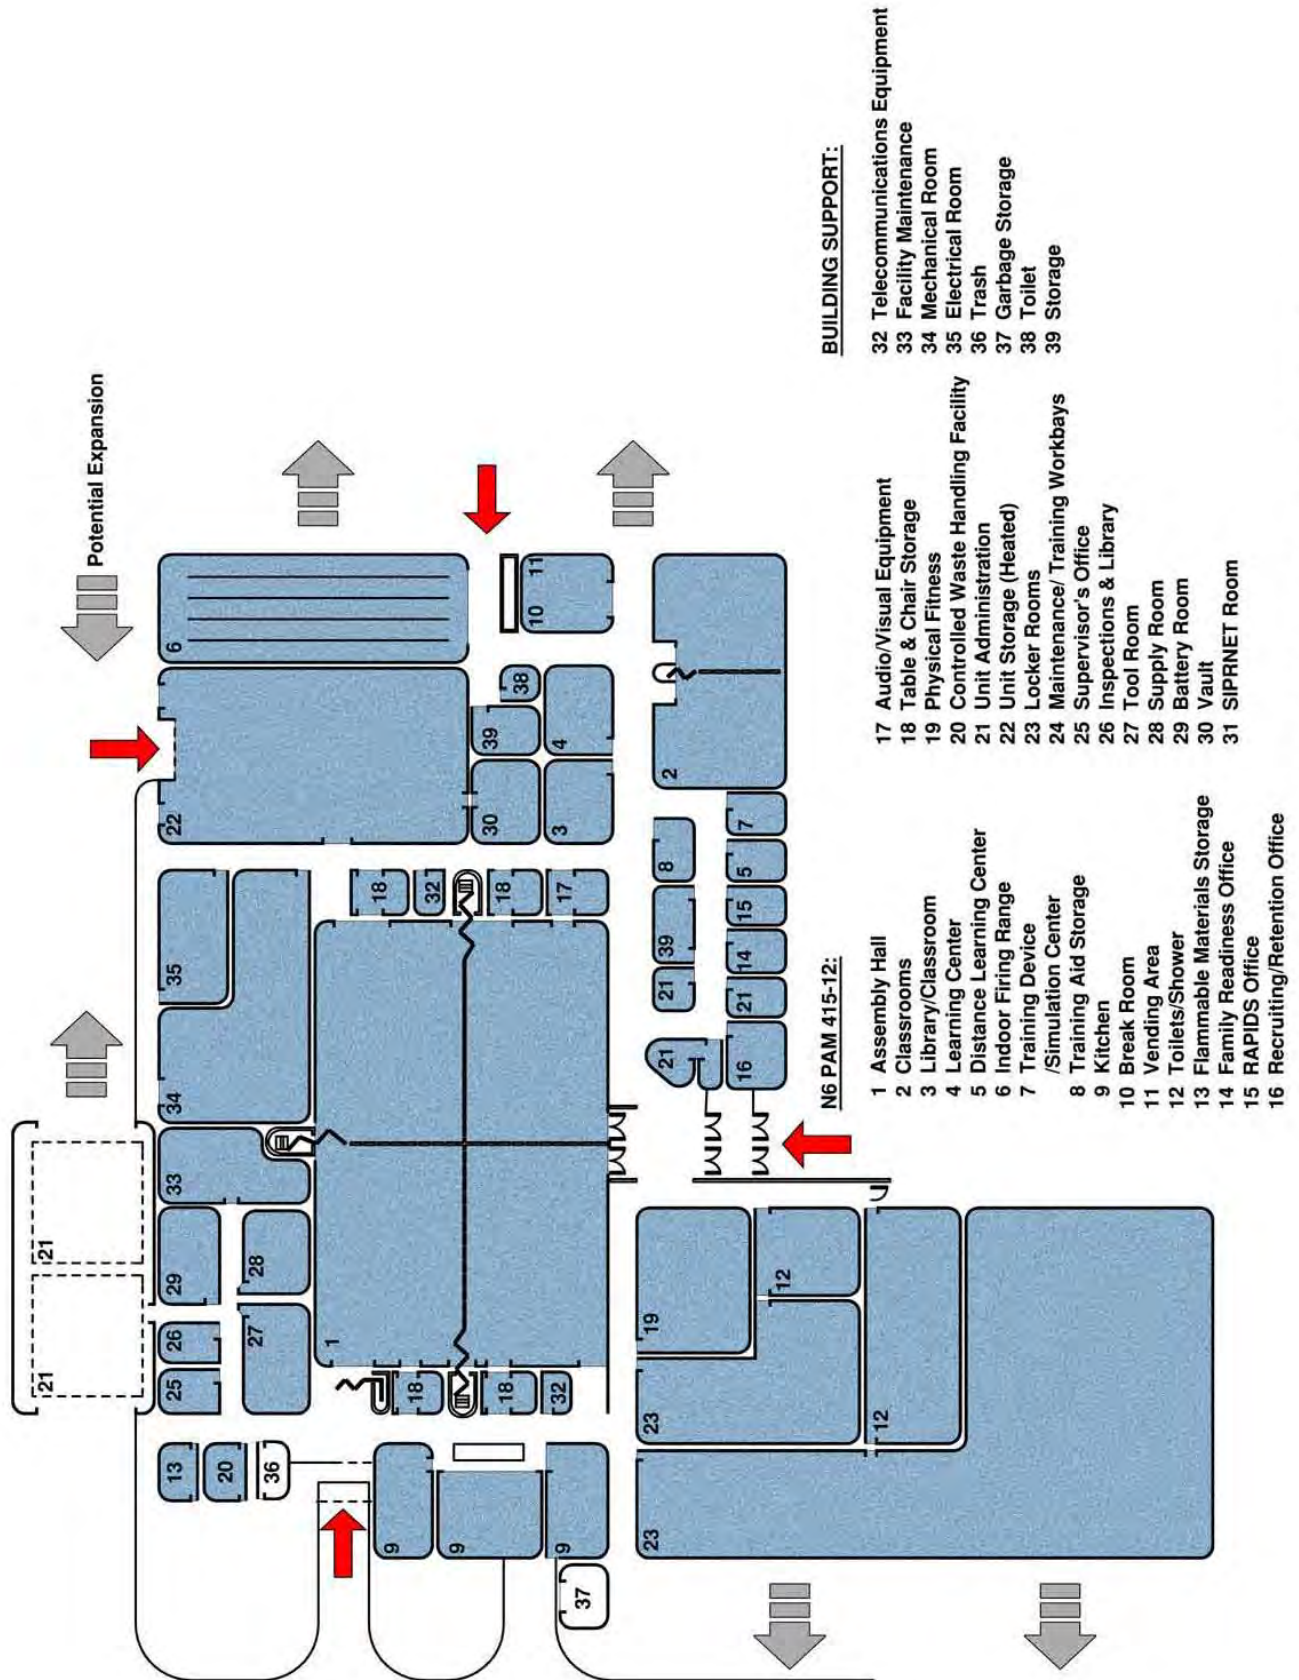 21 21
Potential Expansion
13 25 26 29 33 34 35 22 6
20
27 28
36
1
18
9
18
32
9
30 39
18 18
38
10 11
9 32 17 3 4
37
23 23 19
21 21 39 8 2
16 21 14 15 5 7
12
12
N6 PAM 415-12:
1 Assembly Hall
2 Classrooms
3 Library/Classroom
4 Learning Center
5 Distance Learning Center
6 Indoor Firing Range
7 Training Device
/Simulation Center
8 Training Aid Storage
9 Kitchen
10 Break Room
11 Vending Area
12 Toilets/Shower
13 Flammable Materials Storage
14 Family Readiness Office
15 RAPIDS Office
16 Recruiting/Retention Office
17 Audio/Visual Equipment
18 Table & Chair Storage
19 Physical Fitness
20 Controlled Waste Handling Facility
21 Unit Administration
22 Unit Storage (Heated)
23 Locker Rooms
24 Maintenance/ Training Workbays
25 Supervisor's Office
26 Inspections & Library
27 Tool Room
28 Supply Room
29 Battery Room
30 Vault
31 SIPRNET Room
BUILDING SUPPORT:
32 Telecommunications Equipment
33 Facility Maintenance
34 Mechanical Room
35 Electrical Room
36 Trash
37 Garbage Storage
38 Toilet
39 Storage